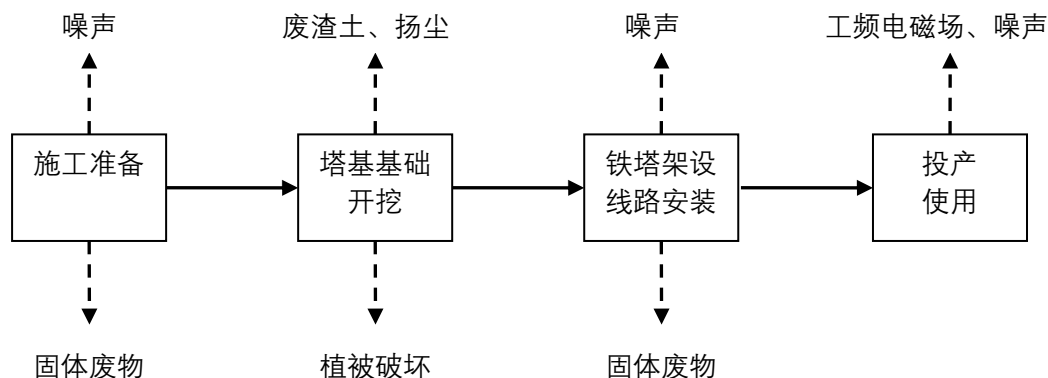 噪声
废渣土、扬尘
噪声
工频电磁场、噪声
施工准备
塔基基础
开挖
铁塔架设
线路安装
投产
使用
固体废物
植被破坏
固体废物